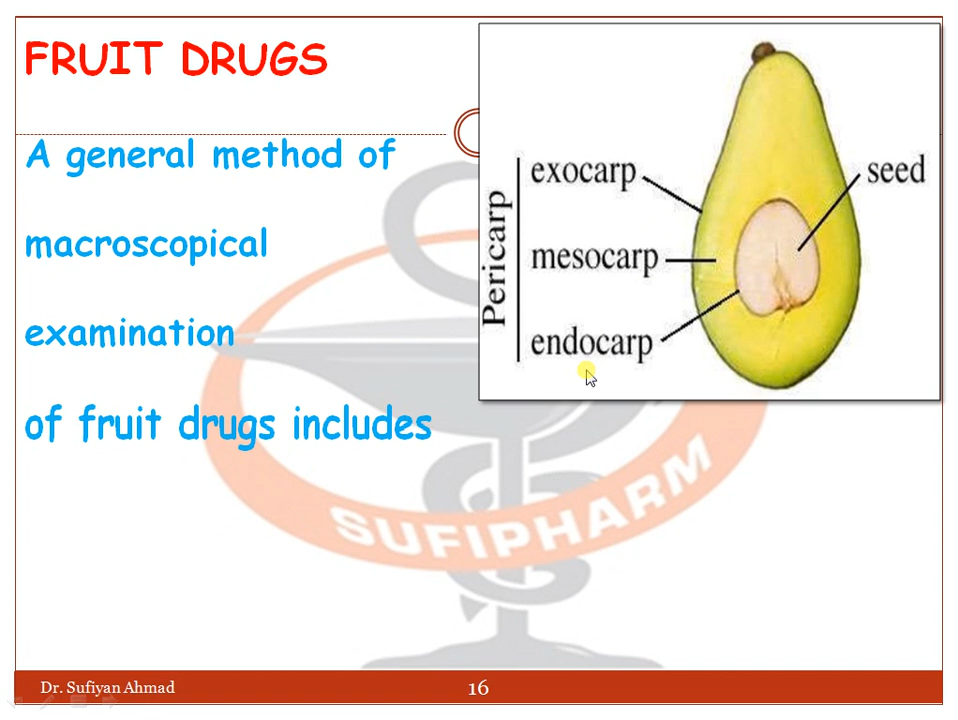 FRUIT DRUGS
A general method of
macroscopical
examination
of fruit drugs includes
Pericarp
exocarp
mesocarp
endocarp
seed
SUFIPHARM
Dr. Sufiyan Ahmad
16